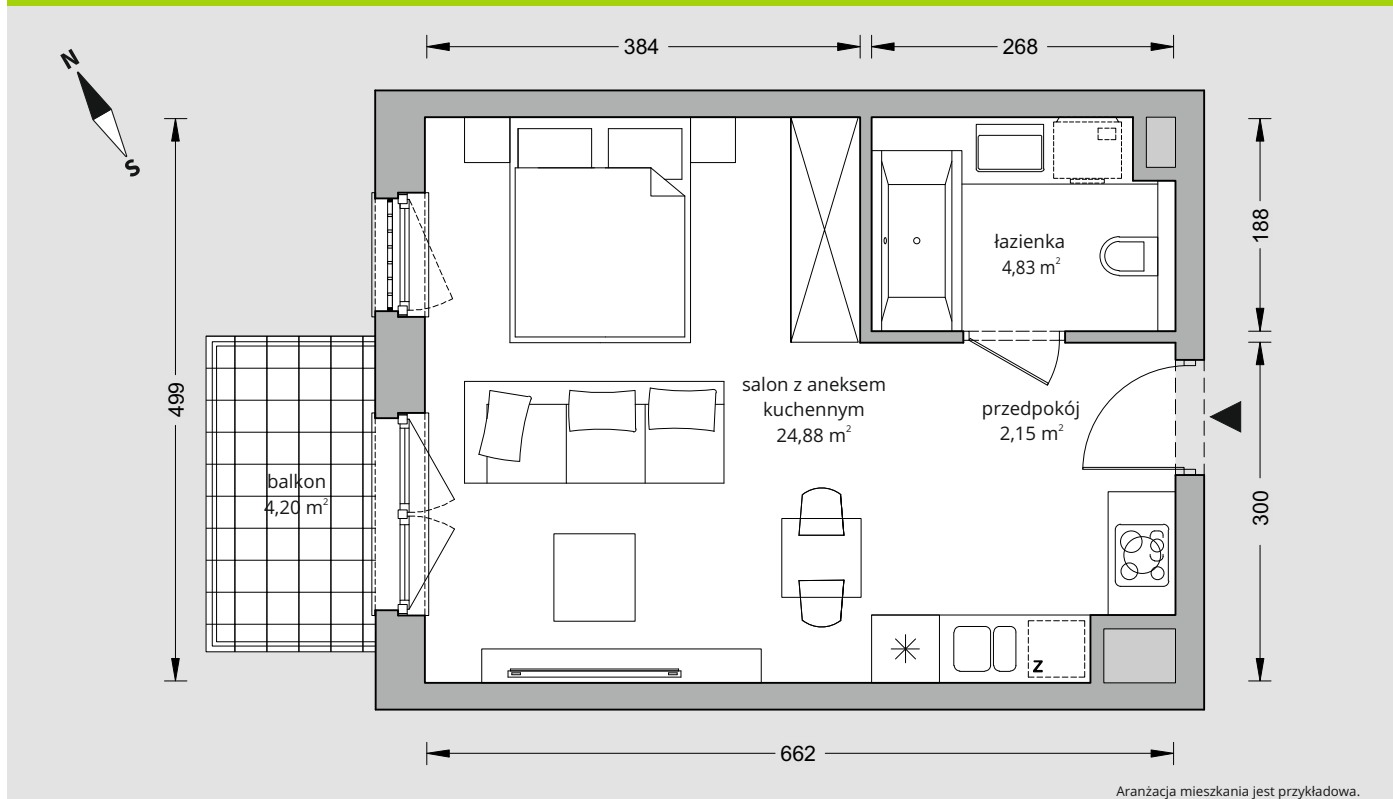 384
268
N
S
499
188
łazienka
4,83 m²
salon z aneksem
kuchennym
24,88 m²
przedpokój
2,15 m²
balkon
4,20 m²
300
Z
662
Aranżacja mieszkania jest przykładowa.